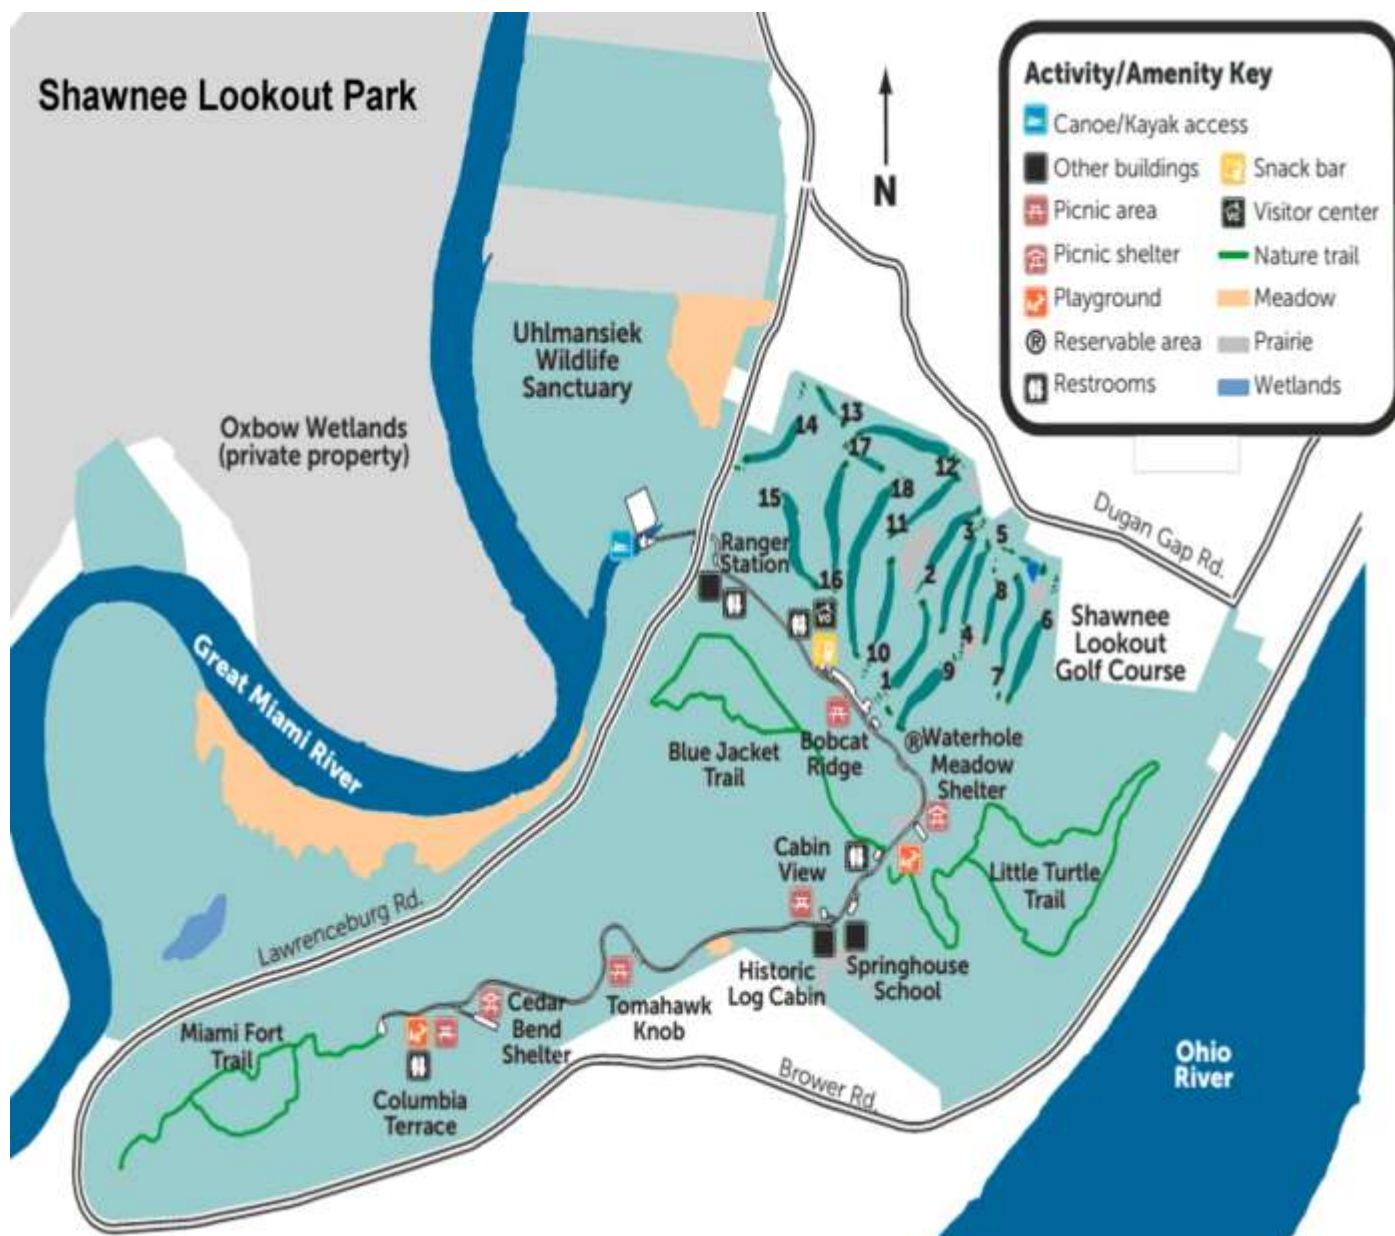 Shawnee Lookout Park
N
Activity/Amenity Key
Canoe/Kayak access
Other buildings
Snack bar
Picnic area
Visitor center
Picnic shelter
Nature trail
Playground
Meadow
® Reservable area
Prairie
Restrooms
Wetlands
Uhlmansiek
Wildlife
Sanctuary
Oxbow Wetlands
(private property)
14
13
17
12
15
18
11
3
5
Dugan Gap Rd.
Ranger
Station
16
2
8
6
Shawnee
Lookout
Golf Course
10
4
1
9
7
Great Miami River
Blue Jacket
Trail
Bobcat
Ridge
®Waterhole
Meadow
Shelter
Cabin
View
Little Turtle
Trail
Lawrenceburg Rd.
Historic
Log Cabin
Springhouse
School
Tomahawk
Knob
Cedar
Bend
Shelter
Miami Fort
Trail
Columbia
Terrace
Brower Rd.
Ohio
River